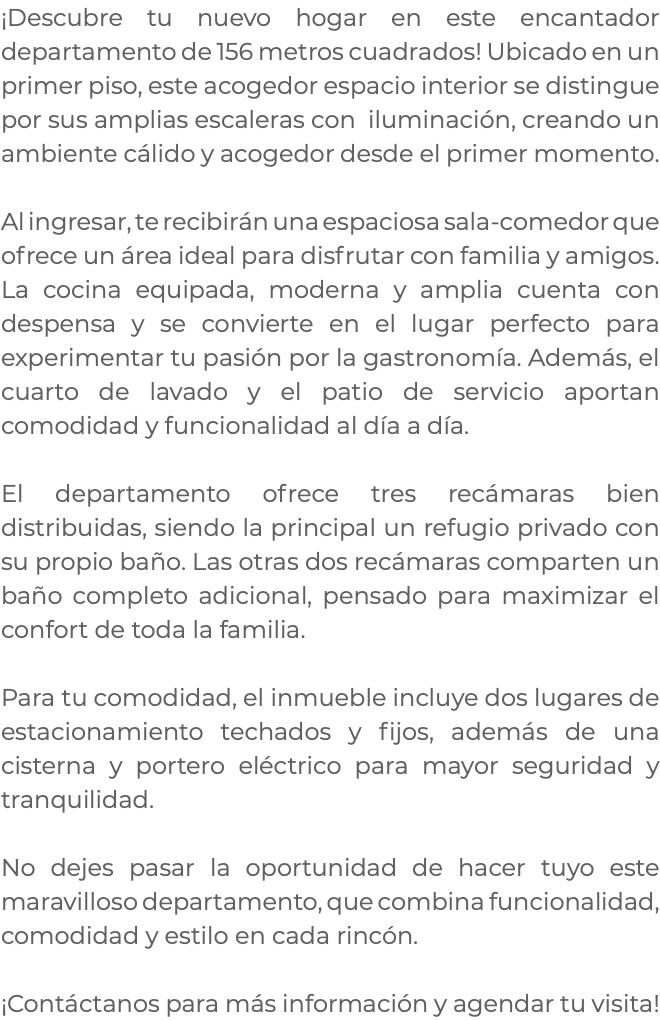 ¡Descubre tu nuevo hogar en este encantador
departamento de 156 metros cuadrados! Ubicado en un
primer piso, este acogedor espacio interior se distingue
por sus amplias escaleras con iluminación, creando un
ambiente cálido y acogedor desde el primer momento.
Al ingresar, te recibirán una espaciosa sala-comedor que
ofrece un área ideal para disfrutar con familia y amigos.
La cocina equipada, moderna y amplia cuenta con
despensa y se convierte en el lugar perfecto para
experimentar tu pasión por la gastronomía. Además, el
cuarto de lavado y el patio de servicio aportan
comodidad y funcionalidad al día a día.
El departamento ofrece tres recámaras bien
distribuidas, siendo la principal un refugio privado con
su propio baño. Las otras dos recámaras comparten un
baño completo adicional, pensado para maximizar el
confort de toda la familia.
Para tu comodidad, el inmueble incluye dos lugares de
estacionamiento techados y fijos, además de una
cisterna y portero eléctrico para mayor seguridad y
tranquilidad.
No dejes pasar la oportunidad de hacer tuyo este
maravilloso departamento, que combina funcionalidad,
comodidad y estilo en cada rincón.
¡Contáctanos para más información y agendar tu visita!